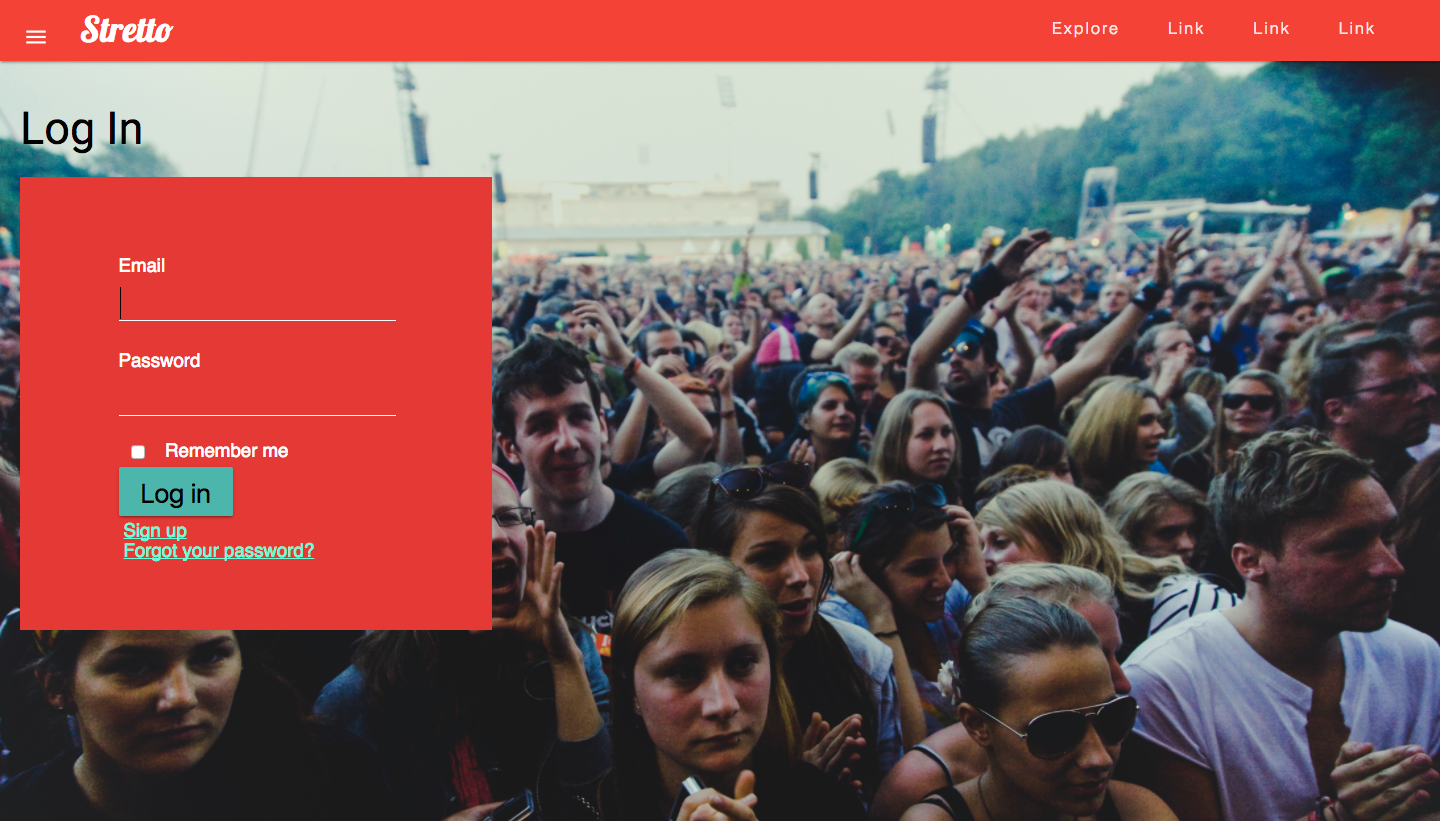 Stretto
Explore Link Link Link
Log In
Email
Password
Remember me
Log in
Sign up
Forgot your password?